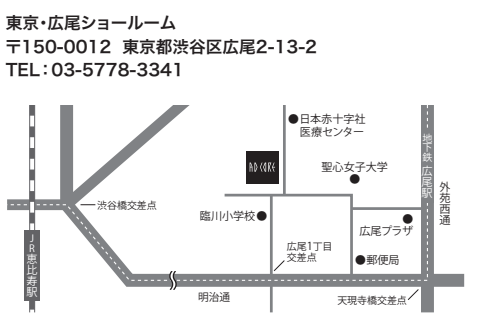 東京・広尾ショールーム
〒150-0012 東京都渋谷区広尾2-13-2
TEL：03-5778-3341
日本赤十字社
医療センター
地下鉄 広尾駅
AD CORE
聖心女子大学
外苑西通
渋谷橋交差点
臨川小学校
広尾プラザ
JR恵比寿駅
広尾1丁目
交差点
郵便局
明治通
天現寺橋交差点